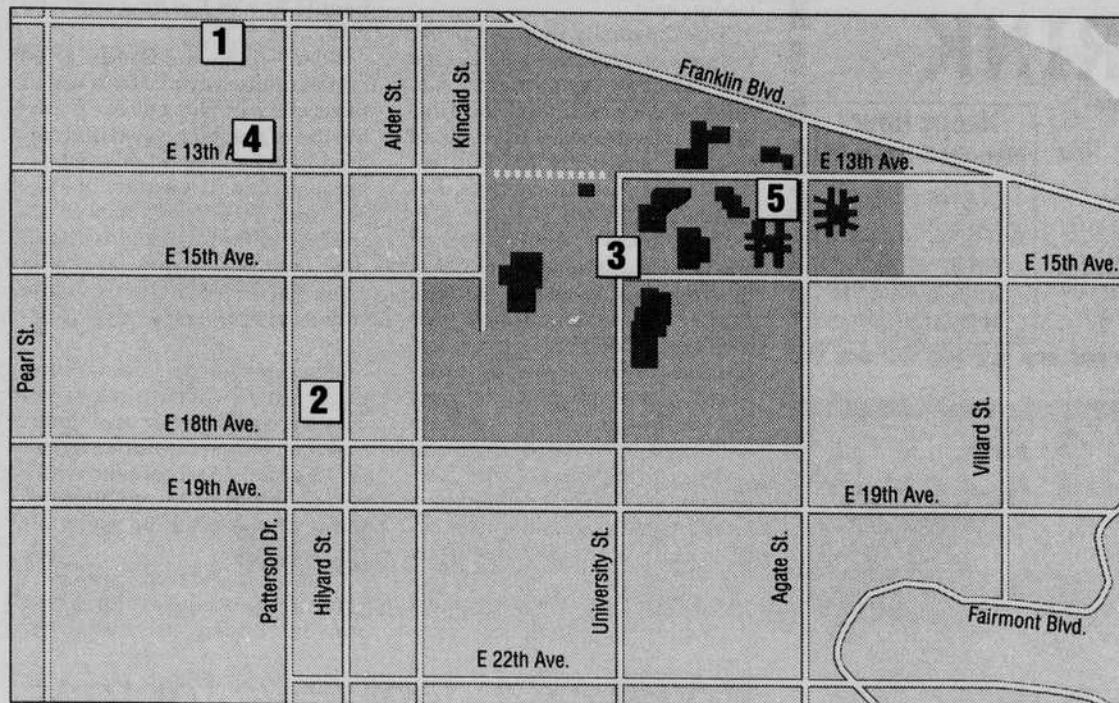 1
Franklin Blvd.
Alder St.
Kincaid St.
4
E 13th A
E 13th Ave.
5
3
E 15th Ave.
E 15th Ave.
Pearl St.
2
E 18th Ave.
Villard St.
E 19th Ave.
E 19th Ave.
Patterson Dr.
Hilyard St.
University St.
Agate St.
Fairmont Blvd.
E 22th Ave.